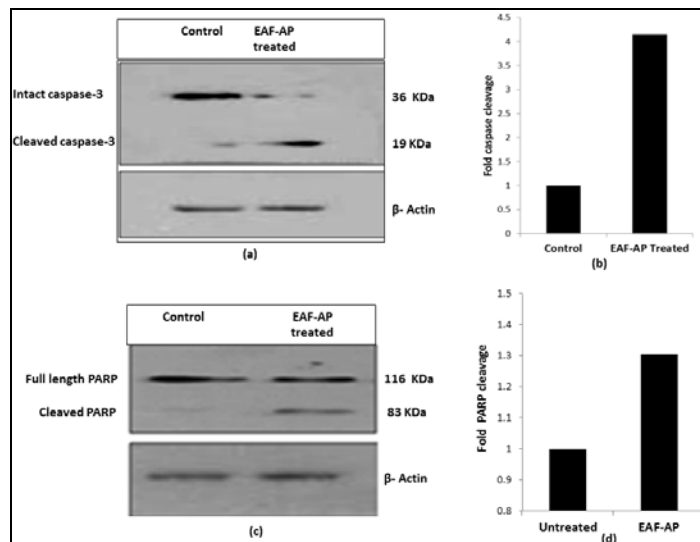 Control
EAF-AP
treated
Intact caspase-3
36 KDa
Cleaved caspase-3
19 KDa
β- Actin
(a)
Fold caspase cleavage
4.5
4
3.5
3
2.5
2
1.5
1
0.5
0
Control
EAF-AP Treated
(b)
Control
EAF-AP
treated
Full length PARP
116 KDa
Cleaved PARP
83 KDa
β- Actin
(c)
Fold PARP cleavage
1.5
1.4
1.3
1.2
1.1
1
0.9
0.8
Untreated
EAF-AP
(d)